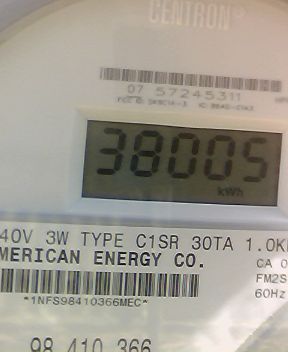 CENTRON®
07 57245311
38005
kWh
40V 3W TYPE C1SR 30TA 1.0K
MERICAN ENERGY CO.
CA 0
FM2S
60Hz
*1NFS98410366MEC*
98 410 366